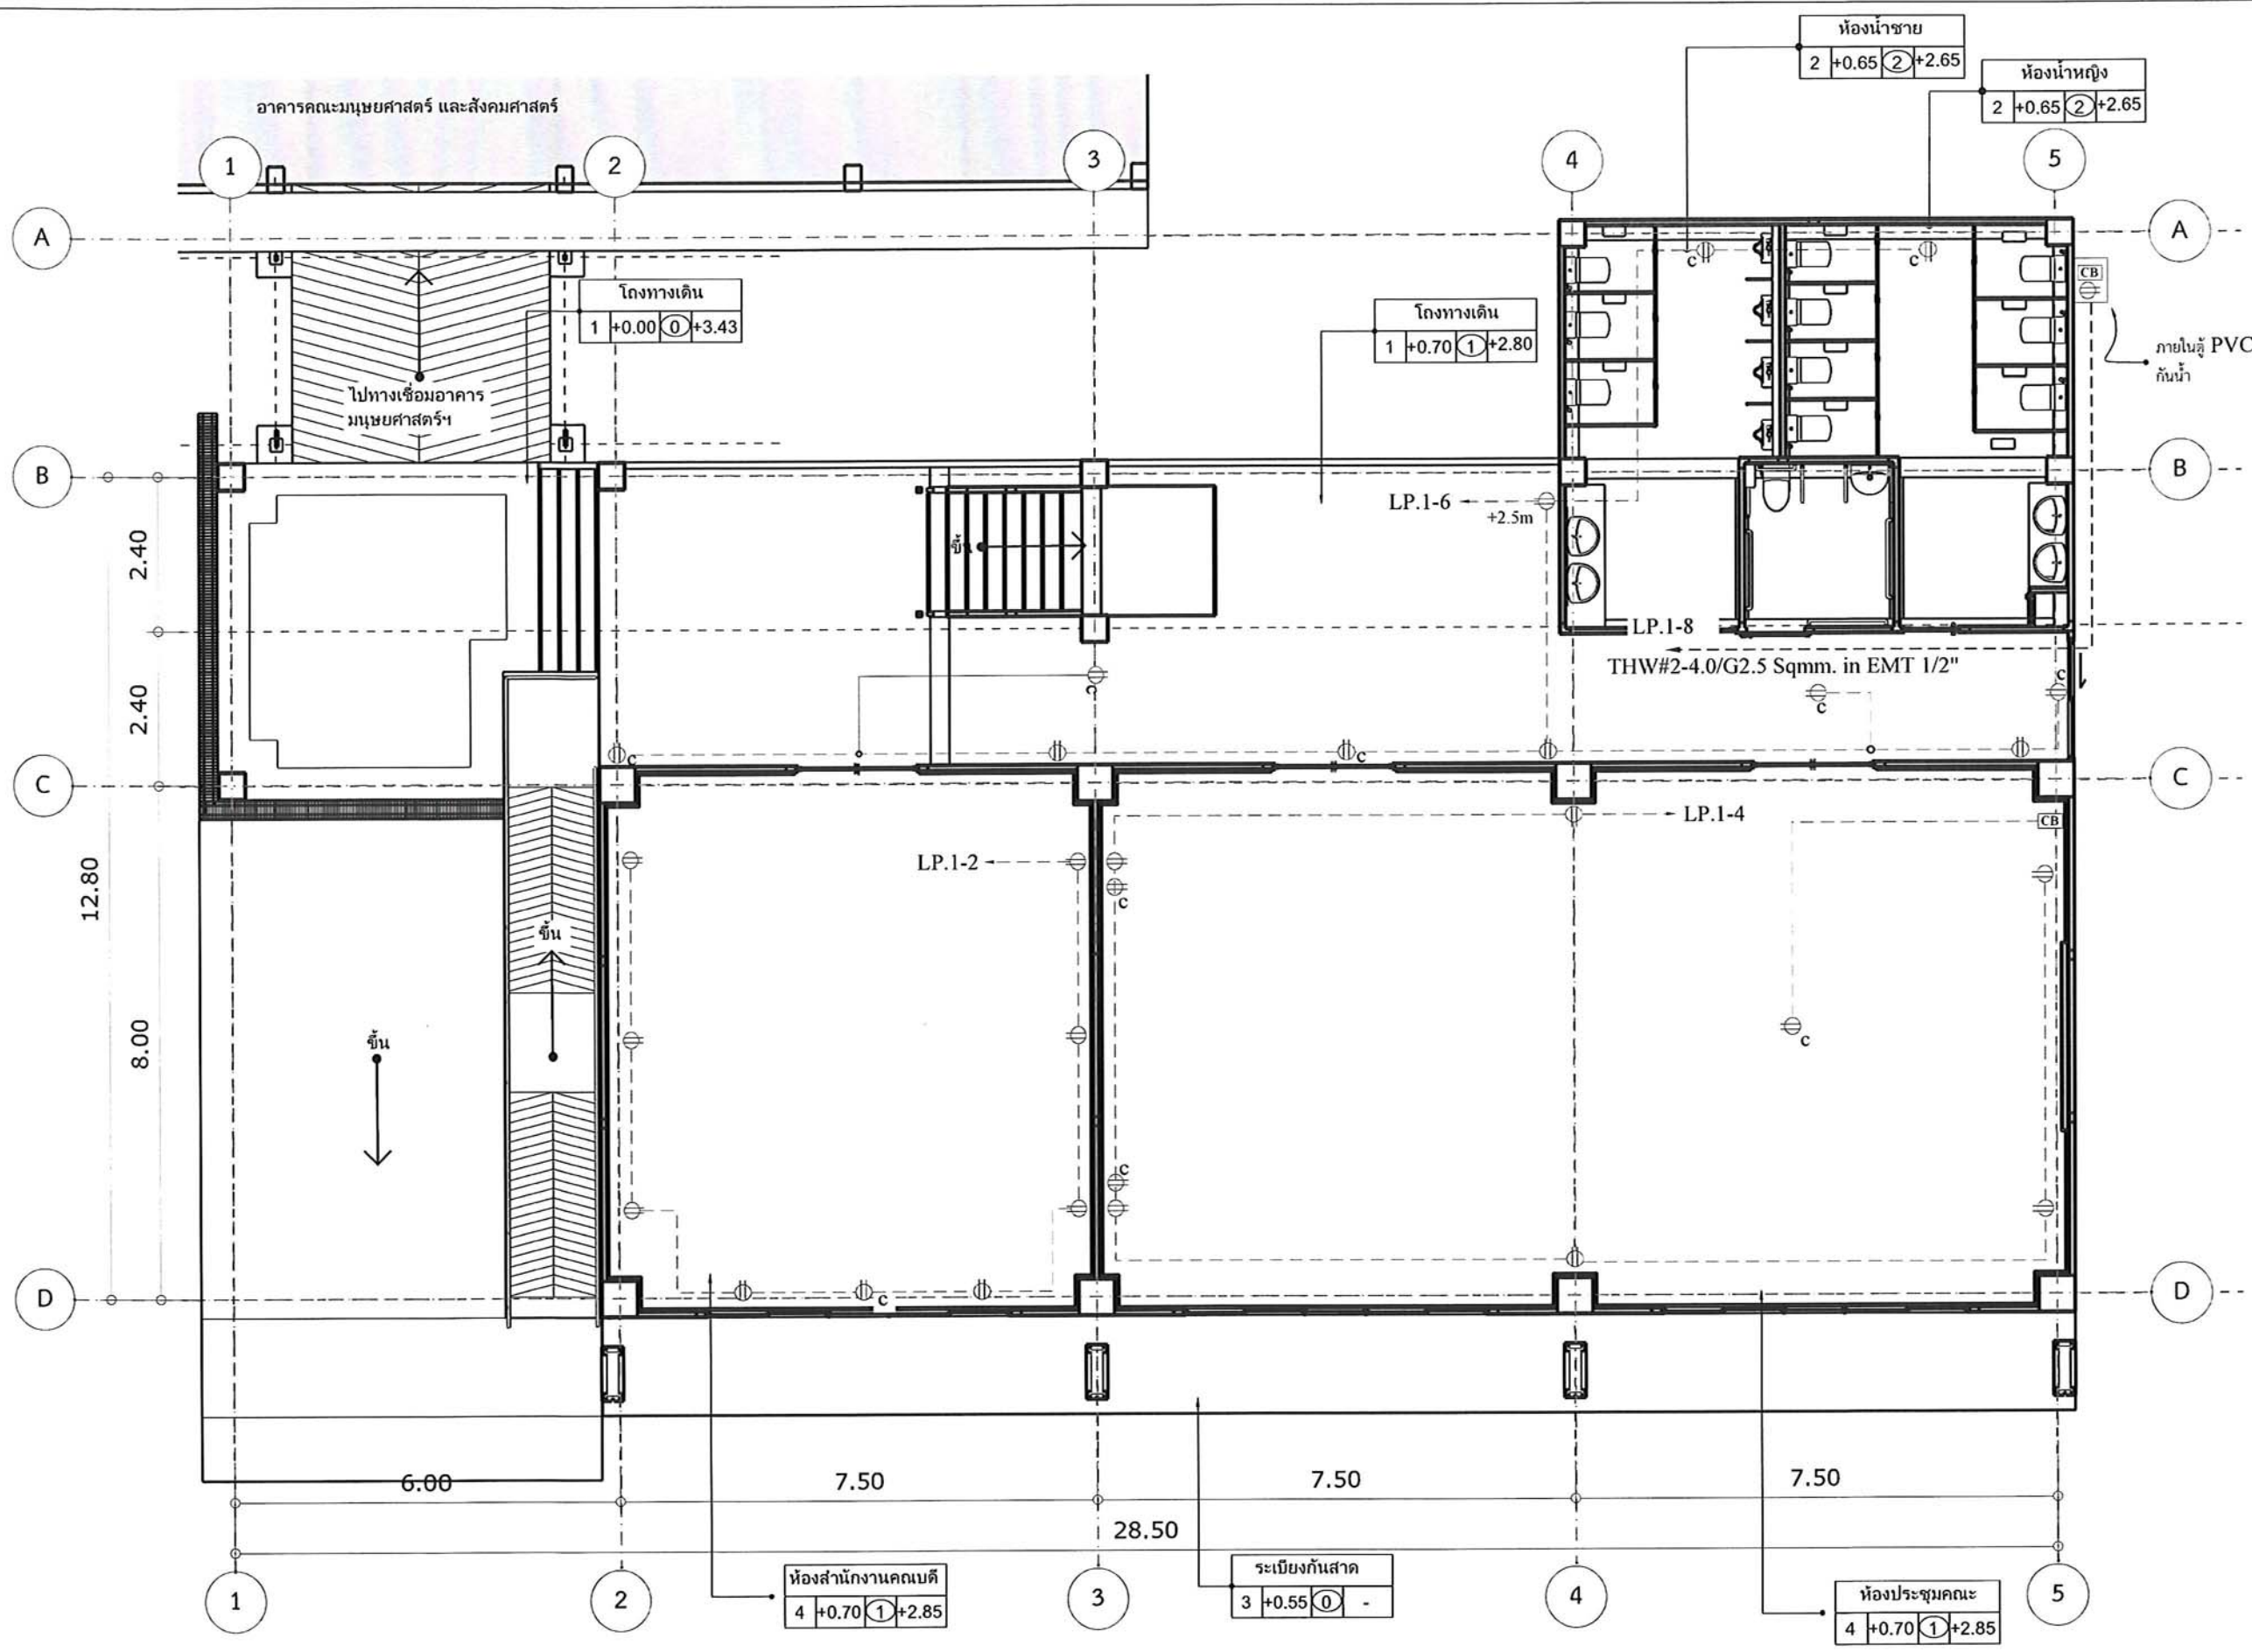 ห้องน้ำชาย
2 +0.65 2 +2.65
ห้องน้ำหญิง
2 +0.65 2 +2.65
อาคารคณะมนุษยศาสตร์ และสังคมศาสตร์
1 2 3 4 5
A A
CB
โถงทางเดิน
1 +0.00 0 +3.43
โถงทางเดิน
1 +0.70 1 +2.80
c c
ภายในตู้ PVC
กันน้ำ
ไปทางเชื่อมอาคาร
มนุษยศาสตร์ฯ
B B
LP.1-6
+2.5m
2.40
ขึ้น
LP.1-8
THW#2-4.0/G2.5 Sqmm. in EMT 1/2"
c
c
c
2.40
c
c
C C
LP.1-4
CB
LP.1-2
12.80
c
ขึ้น
8.00
ขึ้น
c
c
D D
c
6.00 7.50 7.50 7.50
28.50
ห้องสำนักงานคณบดี
4 +0.70 1 +2.85
ระเบียงกันสาด
3 +0.55 0 -
ห้องประชุมคณะ
4 +0.70 1 +2.85
1 2 3 4 5